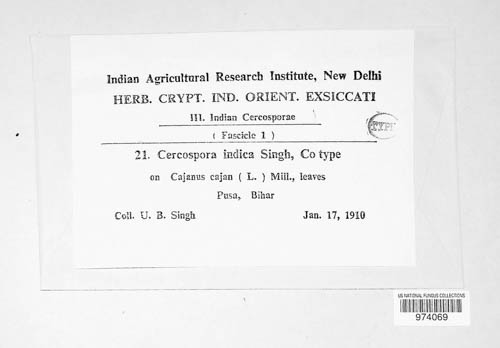 Indian Agricultural Research Institute, New Delhi
HERB. CRYPT. IND. ORIENT. EXSICCATI
III. Indian Cercosporae
( Fascicle 1 )
TYPE
21. Cercospora indica Singh, Co type
on Cajanus cajan ( L. ) Mill., leaves
Pusa, Bihar
Coll. U. B. Singh Jan. 17, 1910
US NATIONAL FUNGUS COLLECTIONS
974069